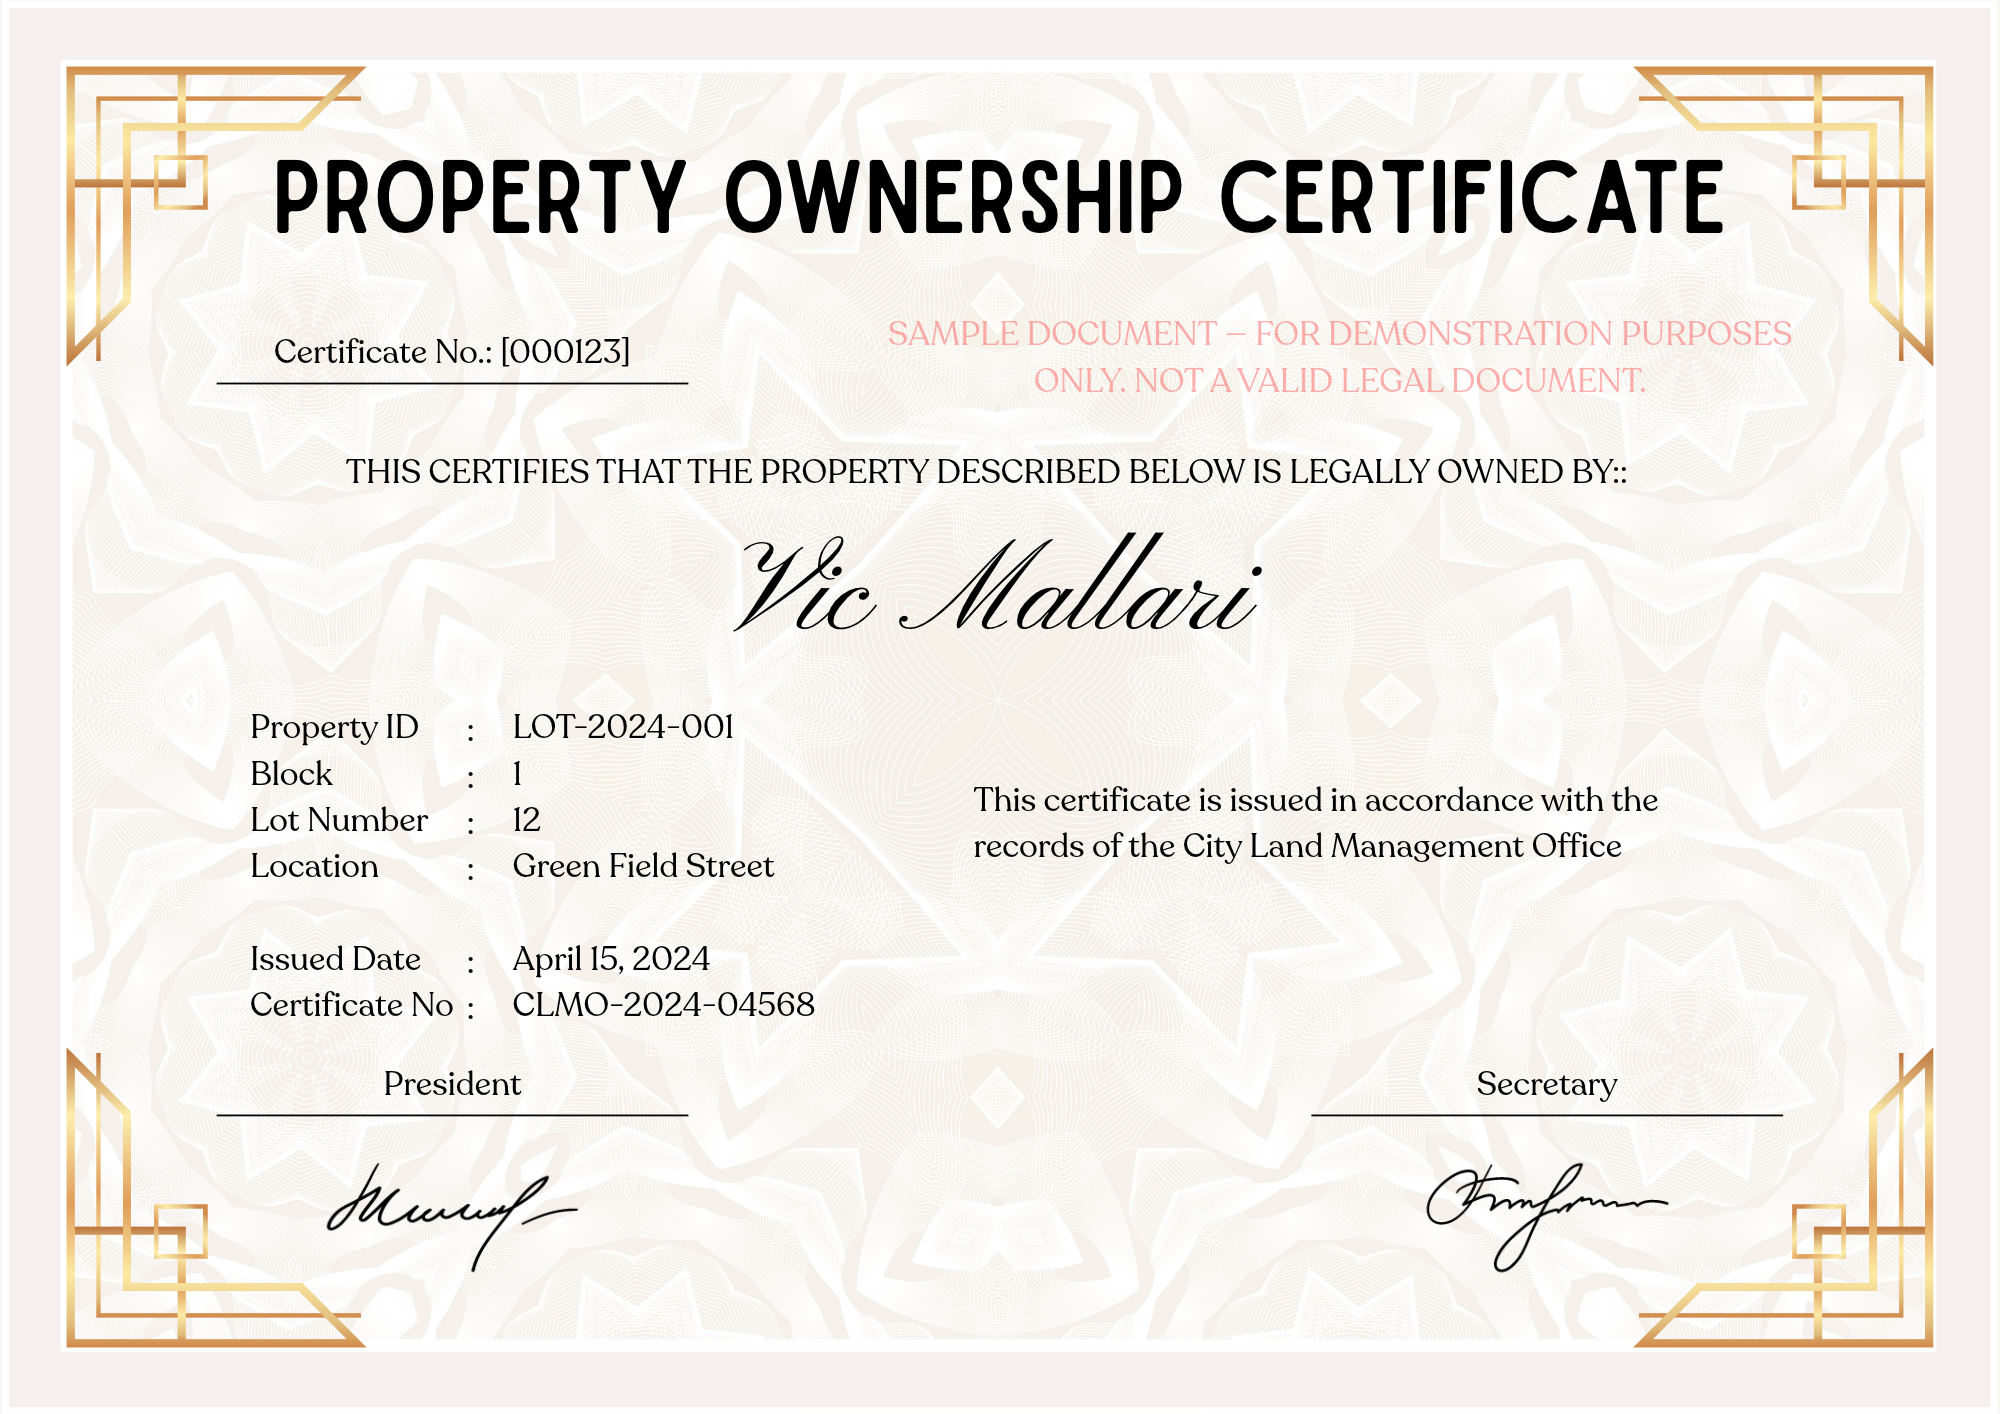 PROPERTY OWNERSHIP CERTIFICATE
Certificate No.: [000123]
SAMPLE DOCUMENT – FOR DEMONSTRATION PURPOSES
ONLY. NOT A VALID LEGAL DOCUMENT.
THIS CERTIFIES THAT THE PROPERTY DESCRIBED BELOW IS LEGALLY OWNED BY::
Vic Mallari
Property ID : LOT-2024-001
Block : 1
Lot Number : 12
Location : Green Field Street
This certificate is issued in accordance with the
records of the City Land Management Office
Issued Date : April 15, 2024
Certificate No : CLMO-2024-04568
President
Secretary